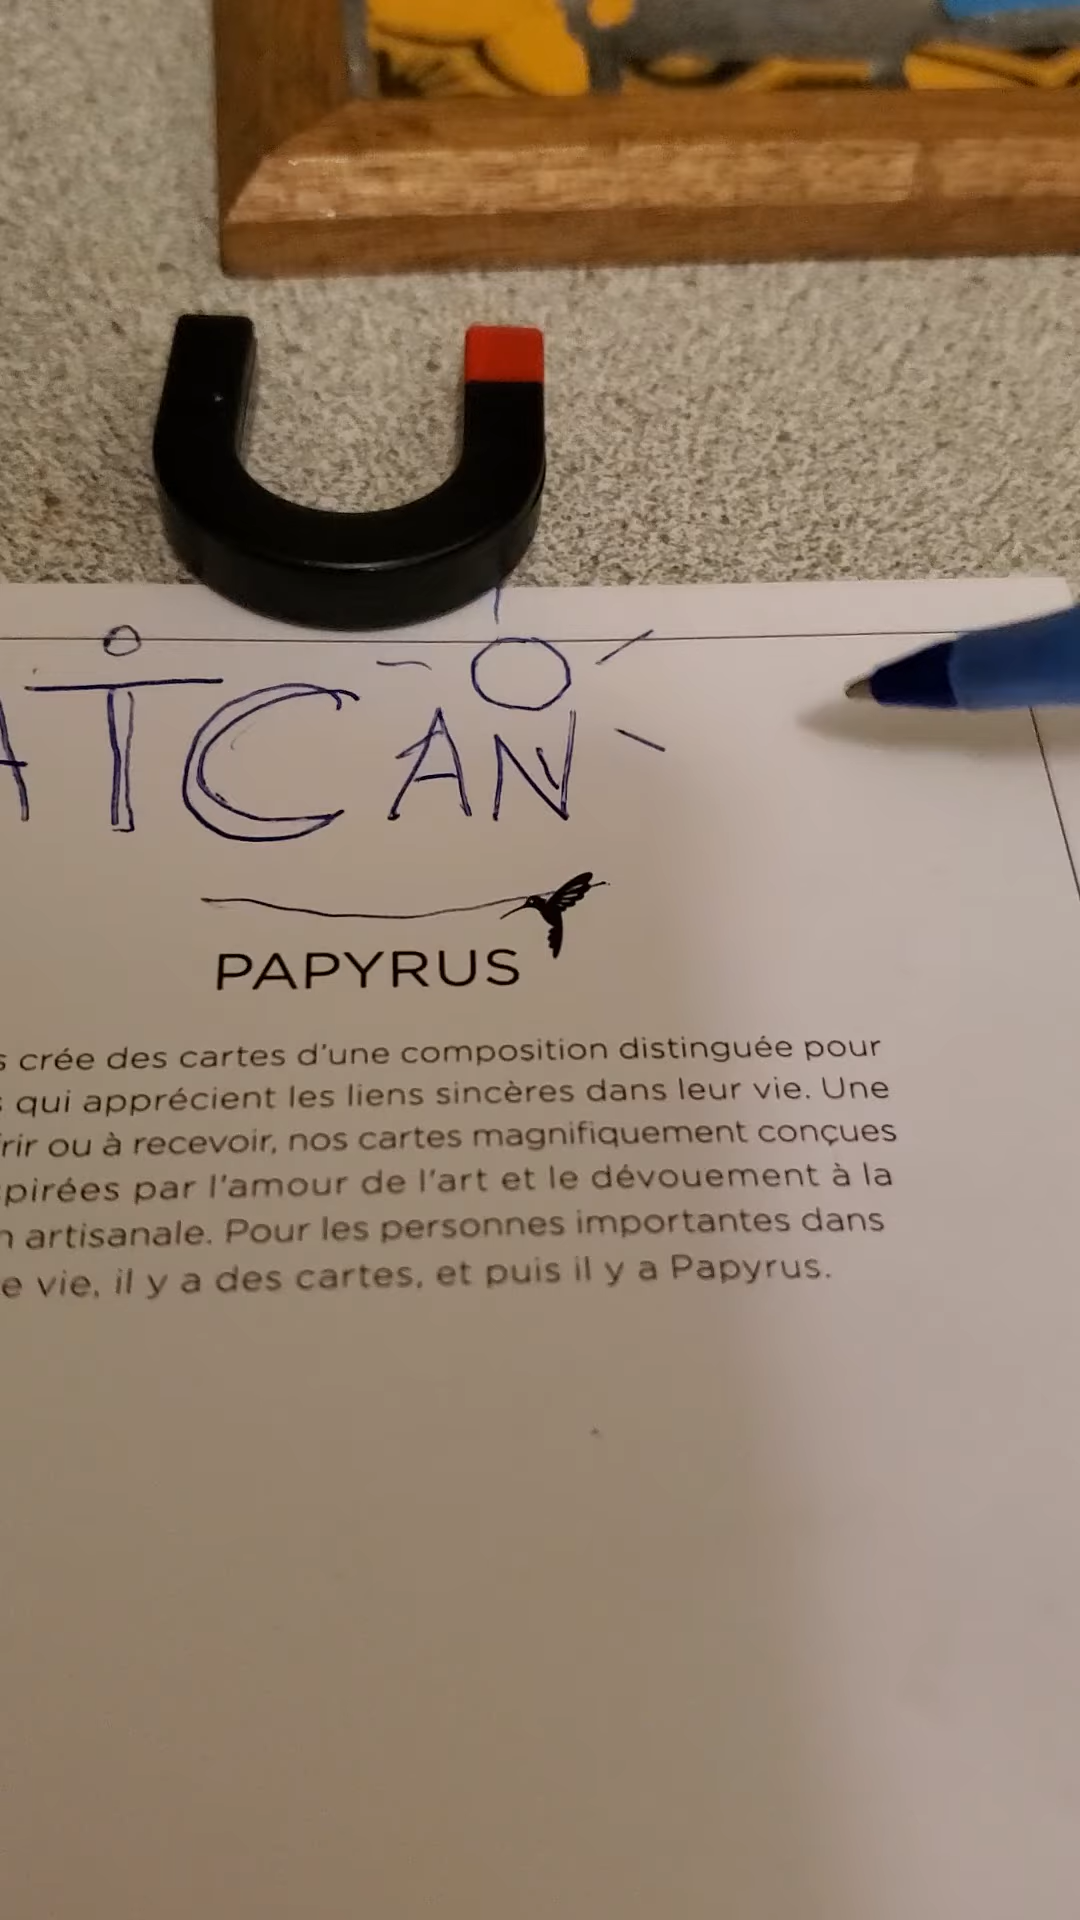 ATCAN
PAPYRUS
crée des cartes d'une composition distinguée pour
qui apprécient les liens sincères dans leur vie. Une
ou à recevoir, nos cartes magnifiquement conçues
par l'amour de l'art et le dévouement à la
artisanale. Pour les personnes importantes dans
vie, il y a des cartes, et puis il y a Papyrus.